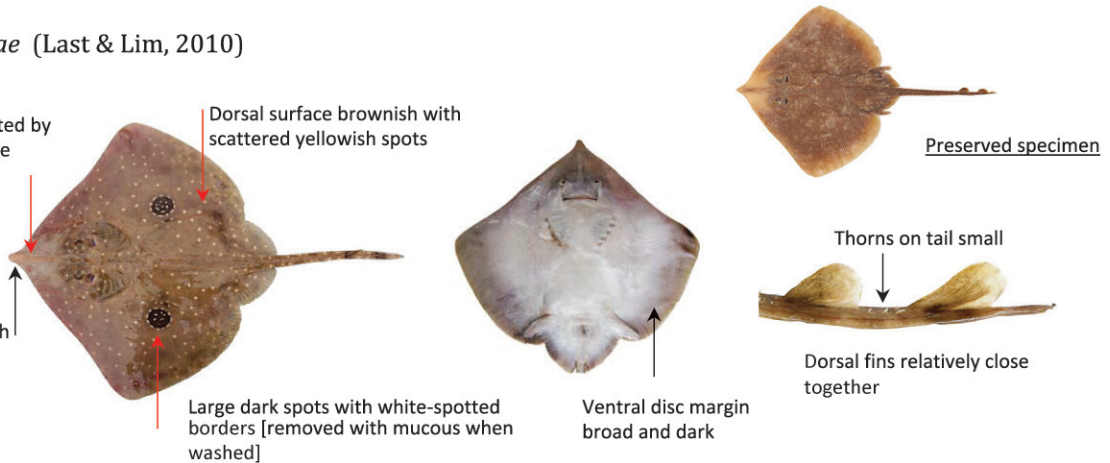 (Last & Lim, 2010)
Dorsal surface brownish with
scattered yellowish spots
by
Preserved specimen
Thorns on tail small
Dorsal fins relatively close
together
Large dark spots with white-spotted
borders [removed with mucous when
washed]
Ventral disc margin
broad and dark